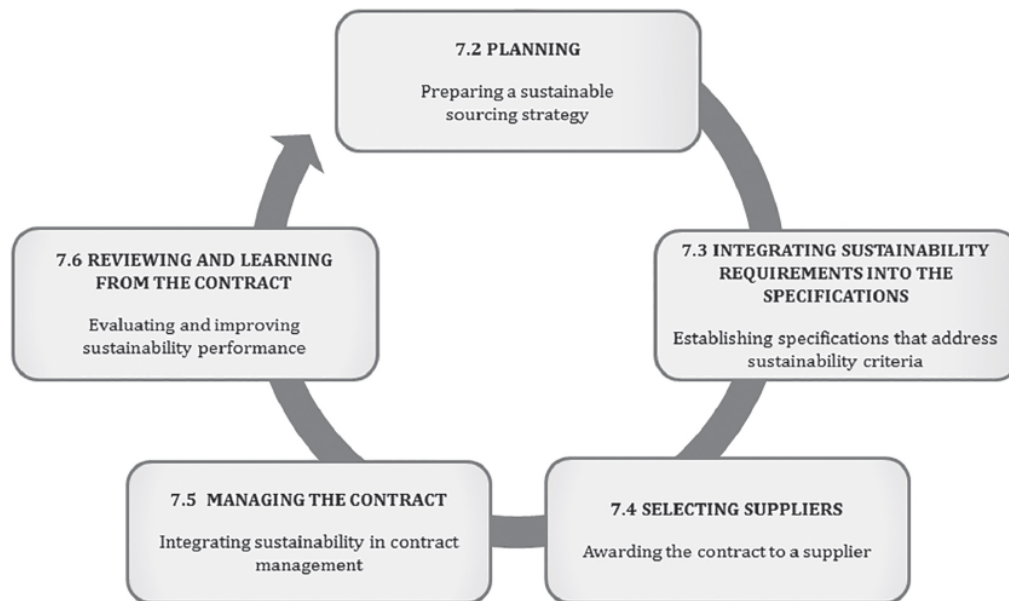 7.2 PLANNING
Preparing a sustainable
sourcing strategy
7.3 INTEGRATING SUSTAINABILITY
REQUIREMENTS INTO THE
SPECIFICATIONS
Establishing specifications that address
sustainability criteria
7.4 SELECTING SUPPLIERS
Awarding the contract to a supplier
7.5 MANAGING THE CONTRACT
Integrating sustainability in contract
management
7.6 REVIEWING AND LEARNING
FROM THE CONTRACT
Evaluating and improving
sustainability performance